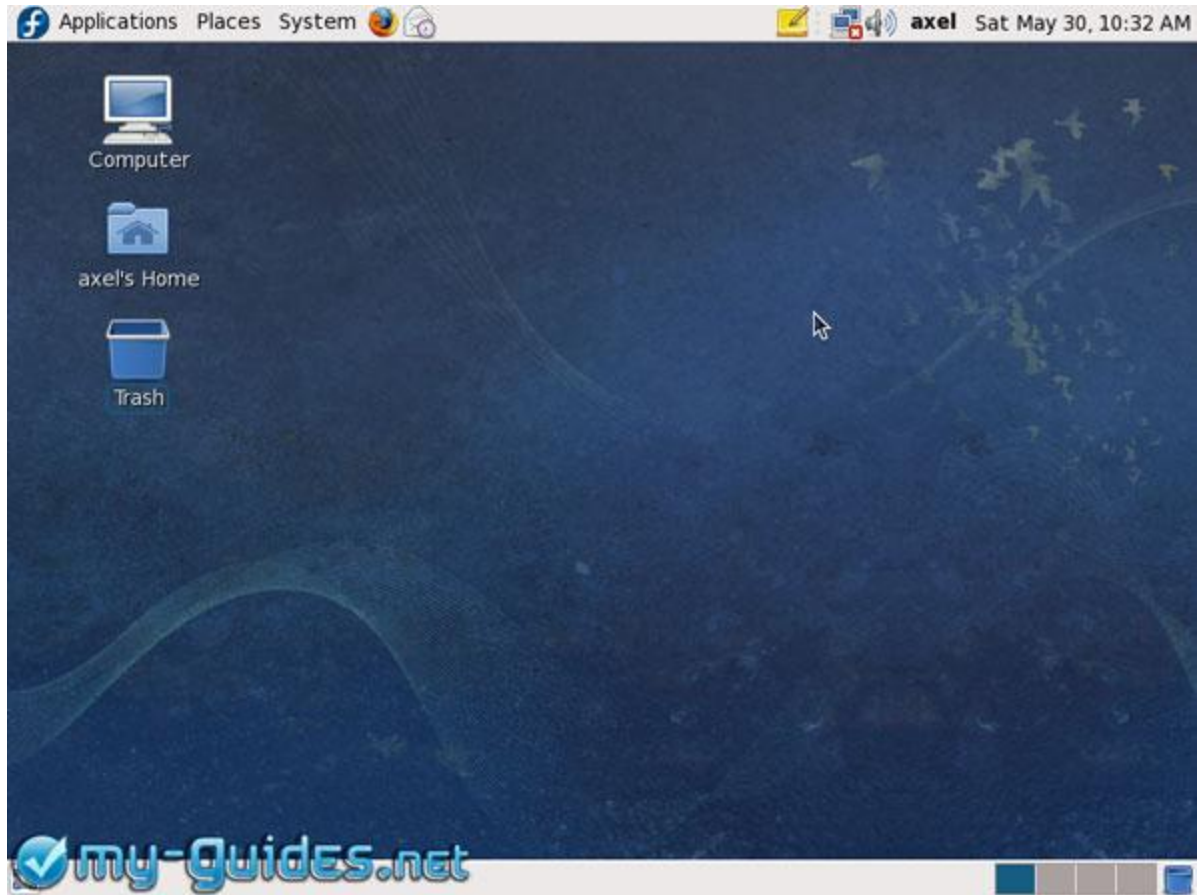 Applications Places System axel Sat May 30, 10:32 AM
Computer
axel's Home
Trash
my-guides.net